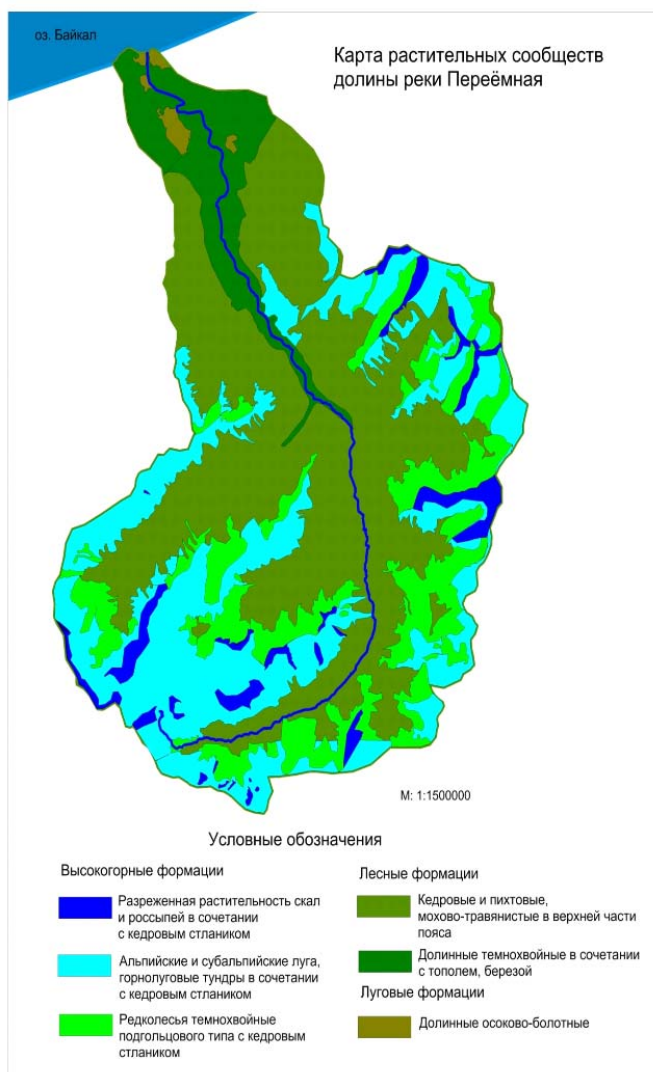 оз. Байкал
Карта растительных сообществ
долины реки Переёмная
М: 1:1500000
Условные обозначения
Высокогорные формации
Разреженная растительность скал
и россыпей в сочетании
с кедровым стлаником
Альпийские и субальпийские луга,
горнолуговые тундры в сочетании
с кедровым стлаником
Редколесья темнохвойные
подгольцового типа с кедровым
стлаником
Лесные формации
Кедровые и пихтовые,
мохово-травянистые в верхней части
пояса
Долинные темнохвойные в сочетании
с тополем, березой
Луговые формации
Долинные осоково-болотные